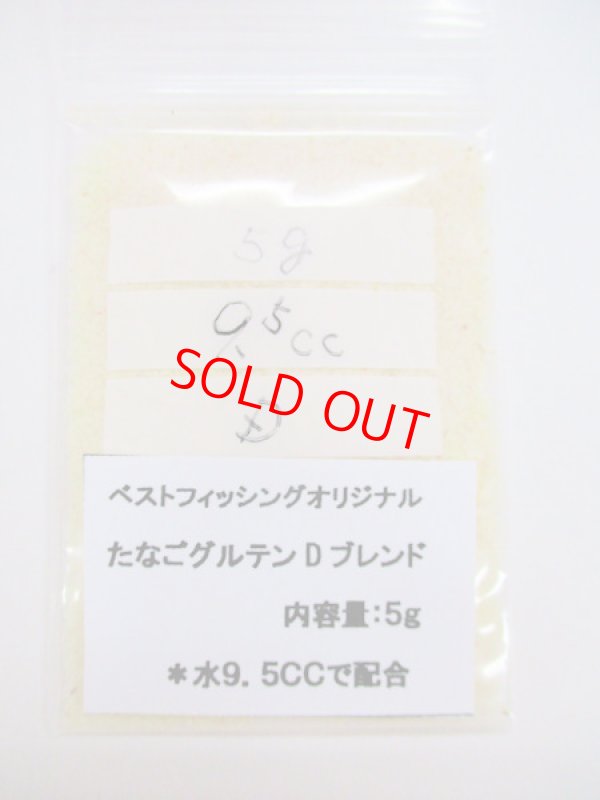 5g
9.5cc
D
SOLD OUT
ベストフィッシングオリジナル
たなごグルテンDブレンド
内容量:5g
*水9.5CCで配合